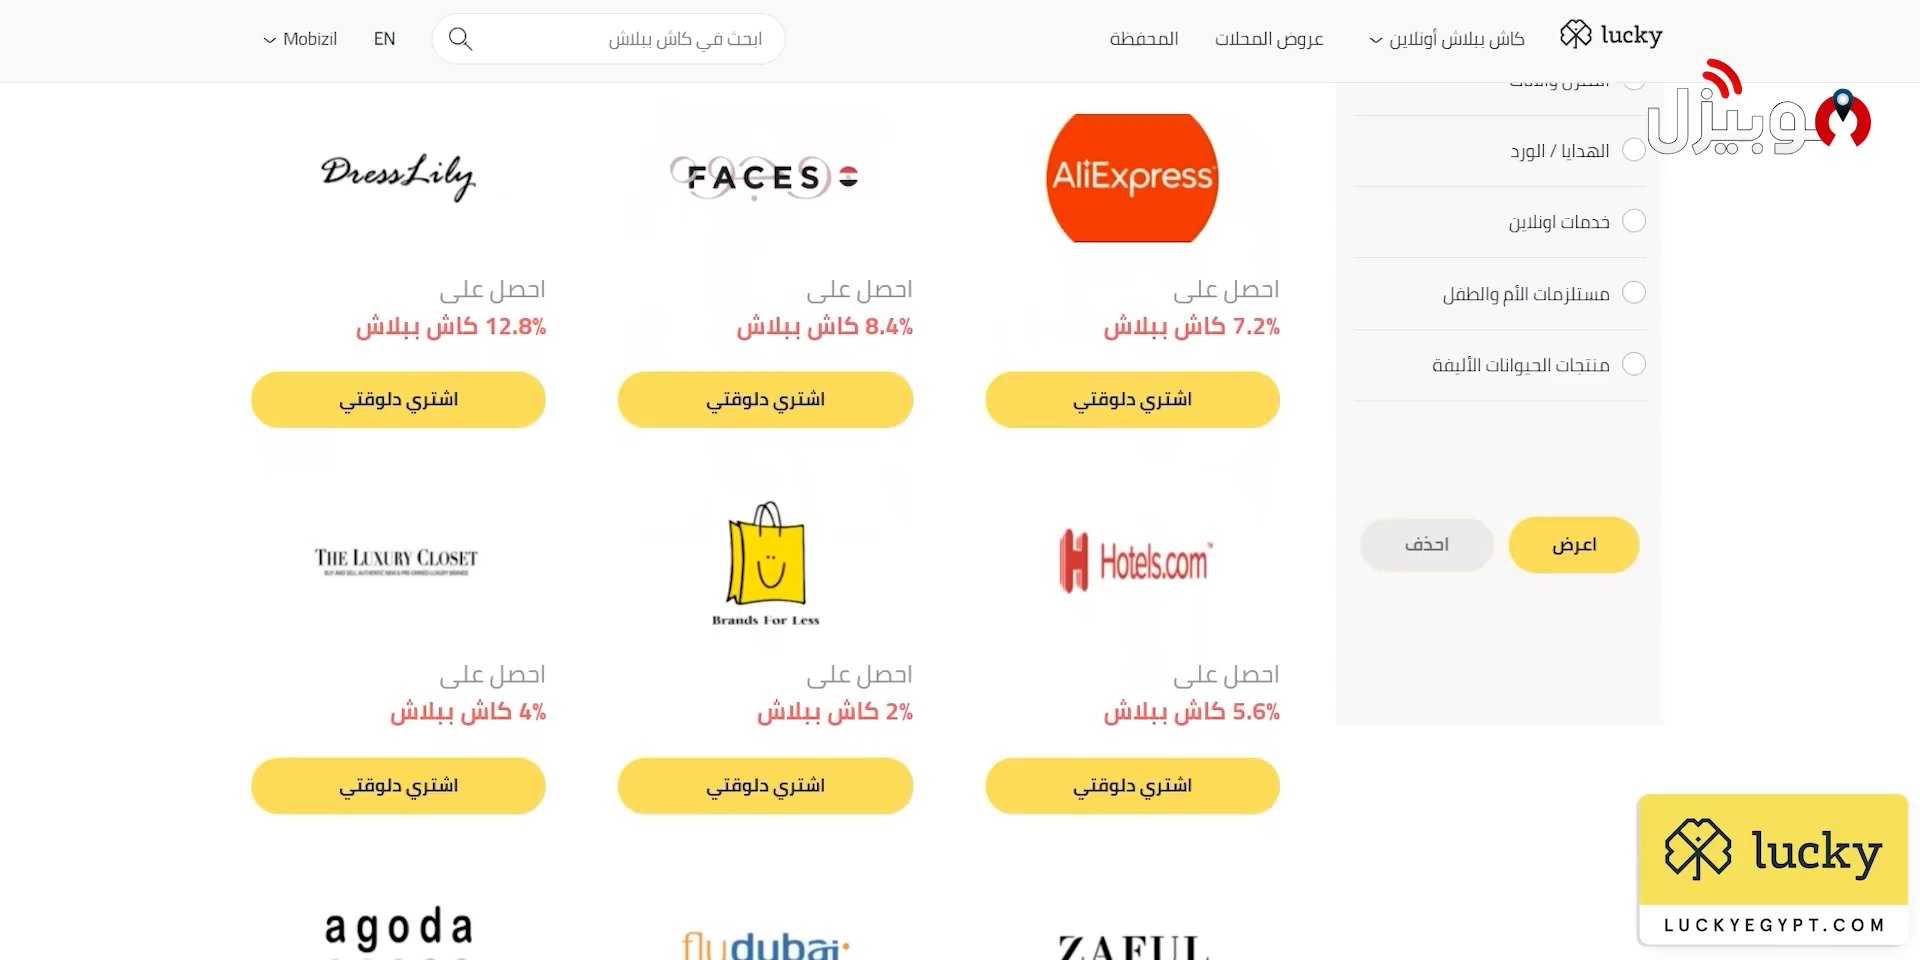 lucky
كاش ببلاش أونلاين
عروض المحلات
المحفظة
ابحث في كاش ببلاش
EN
Mobizil
موبيزل
الهدايا / الورد
خدمات اونلاين
مستلزمات الأم والطفل
منتجات الحيوانات الأليفة
اعرض
احذف
AliExpress
FACES
وجوه
DressLily
احصل على
7.2% كاش ببلاش
اشتري دلوقتي
احصل على
8.4% كاش ببلاش
اشتري دلوقتي
احصل على
12.8% كاش ببلاش
اشتري دلوقتي
Hotels.com™
Brands For Less
THE LUXURY CLOSET
BUY AND SELL AUTHENTIC NEW & PRE-OWNED LUXURY BRANDS
احصل على
5.6% كاش ببلاش
اشتري دلوقتي
احصل على
2% كاش ببلاش
اشتري دلوقتي
احصل على
4% كاش ببلاش
اشتري دلوقتي
ZAFUL
flydubai
agoda
lucky
LUCKYEGYPT.COM